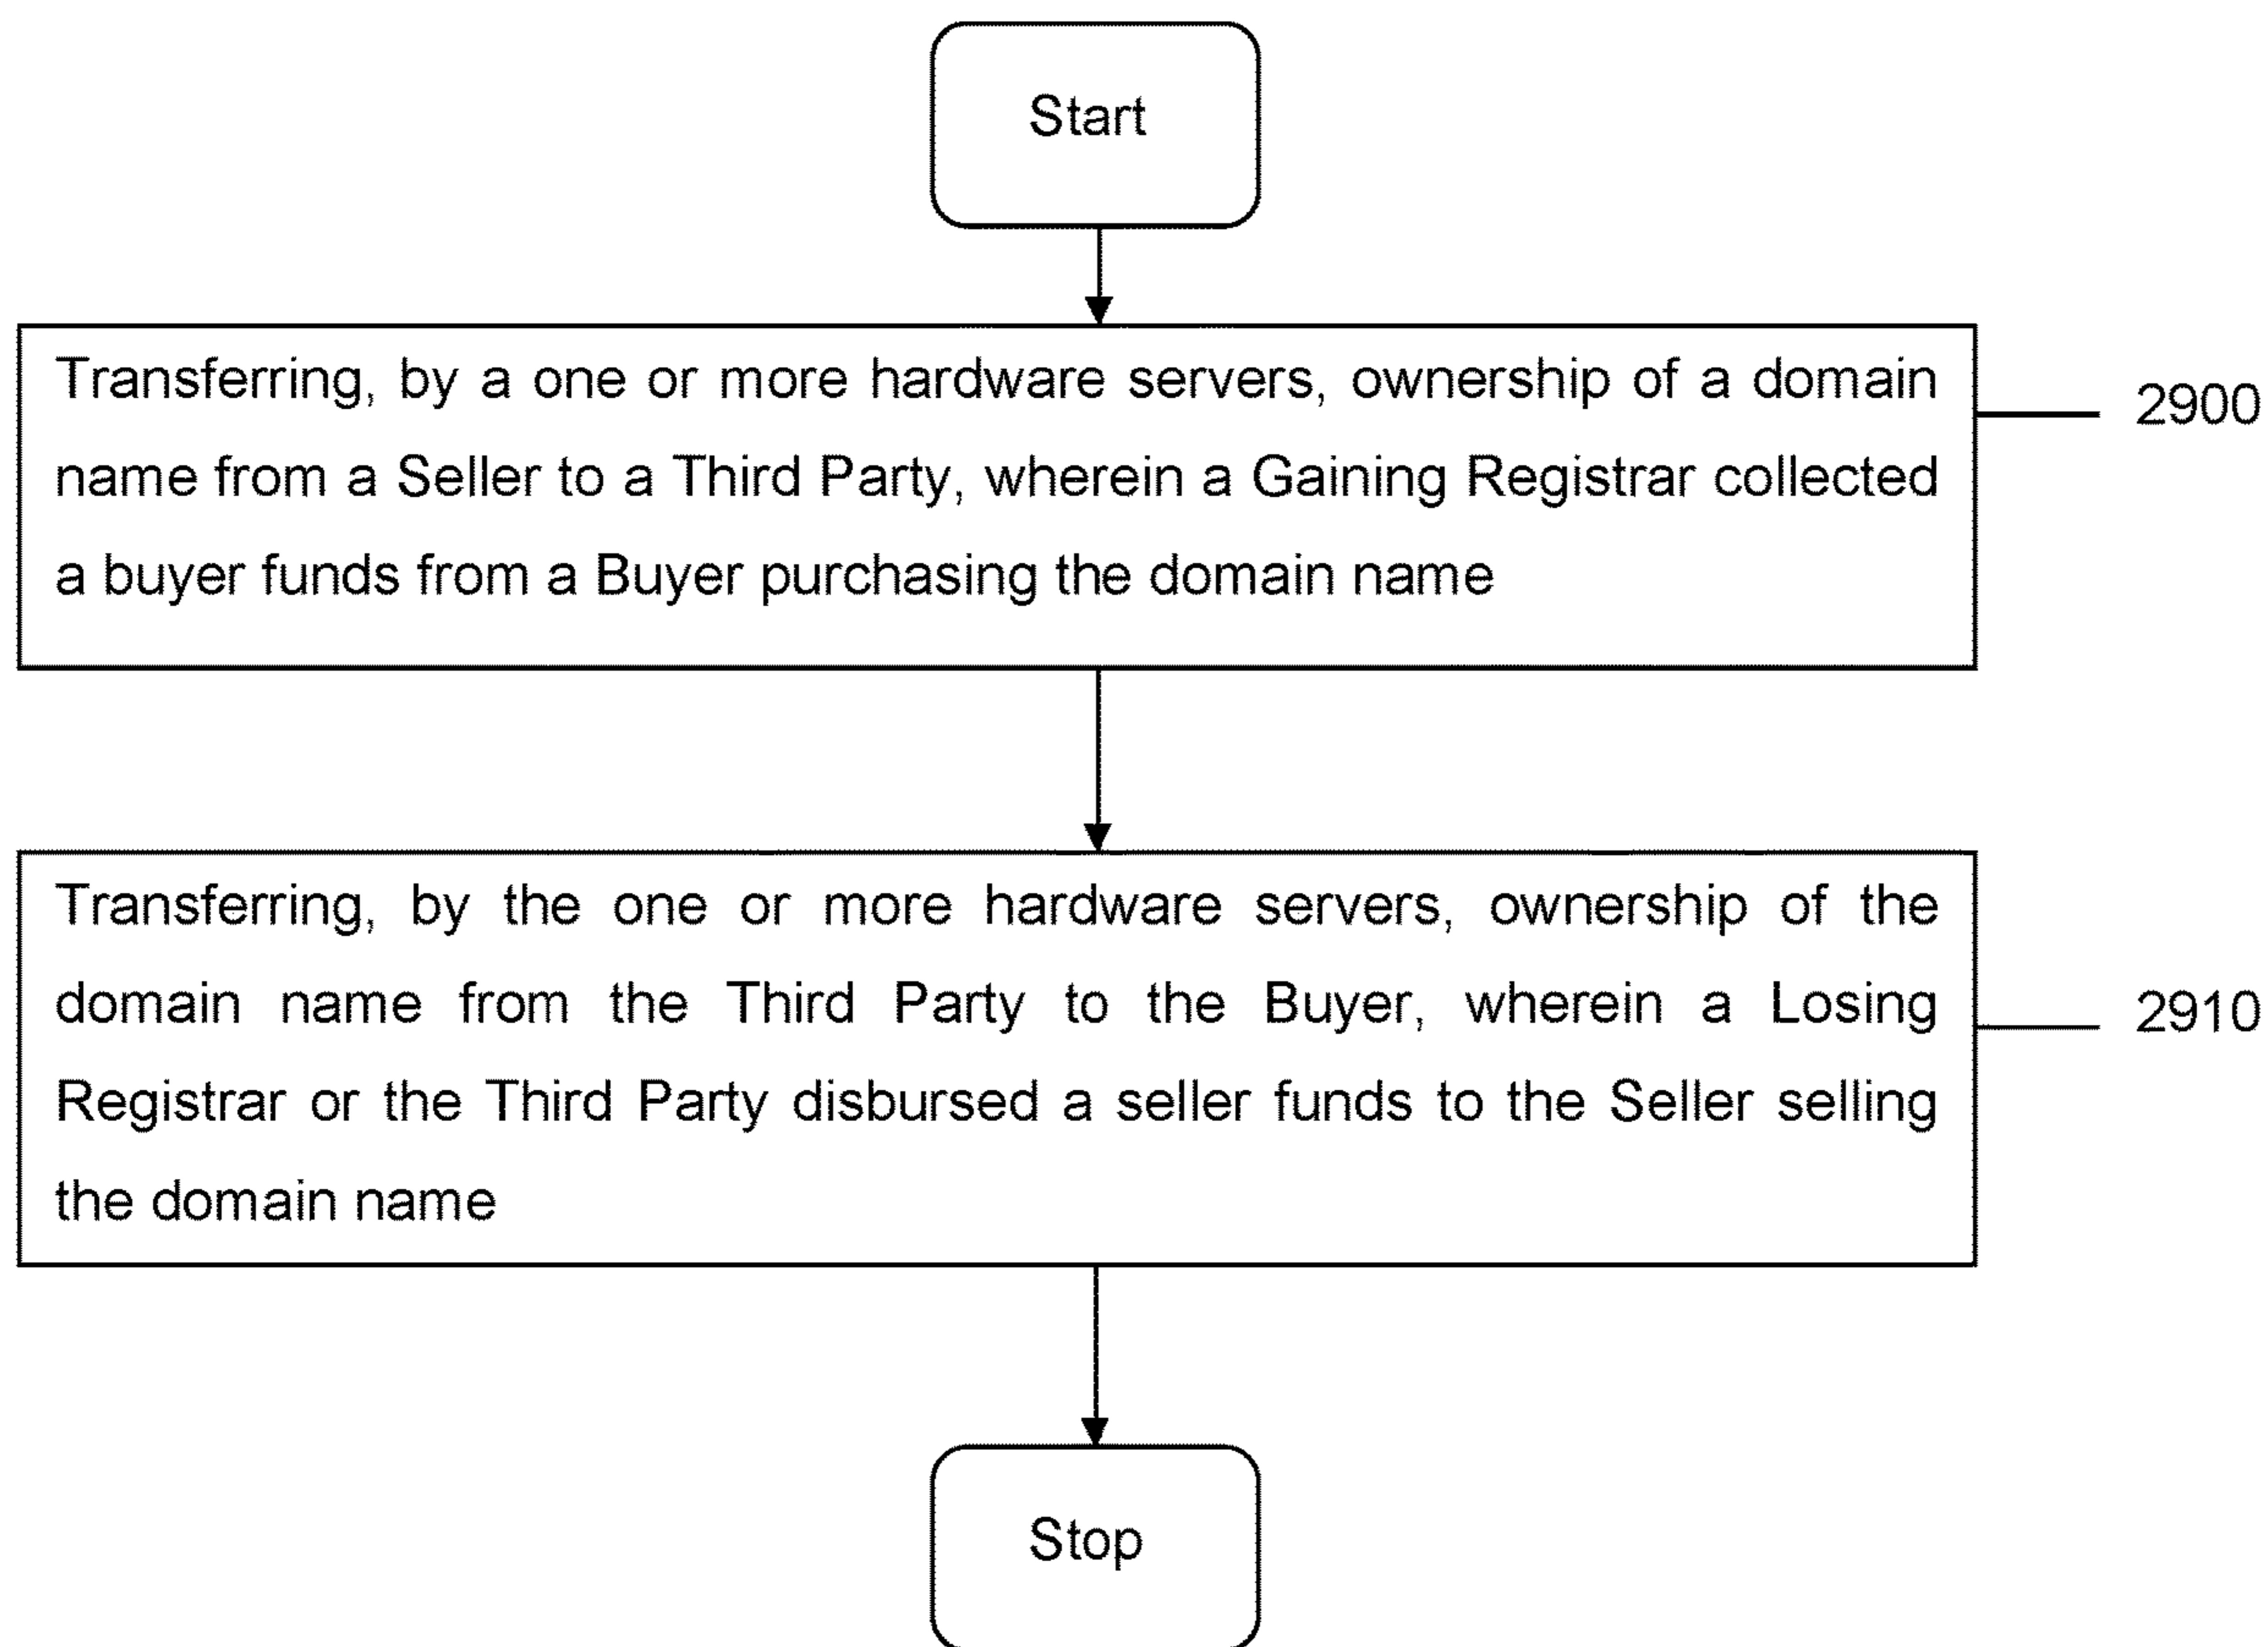 Start
Transferring, by a one or more hardware servers, ownership of a domain
2900
name from a Seller to a Third Party, wherein a Gaining Registrar collected
a buyer funds from a Buyer purchasing the domain name
Transferring, by the one or more hardware servers, ownership of the
domain name from the Third Party to the Buyer, wherein a Losing
2910
Registrar or the Third Party disbursed a seller funds to the Seller selling
the domain name
Stop